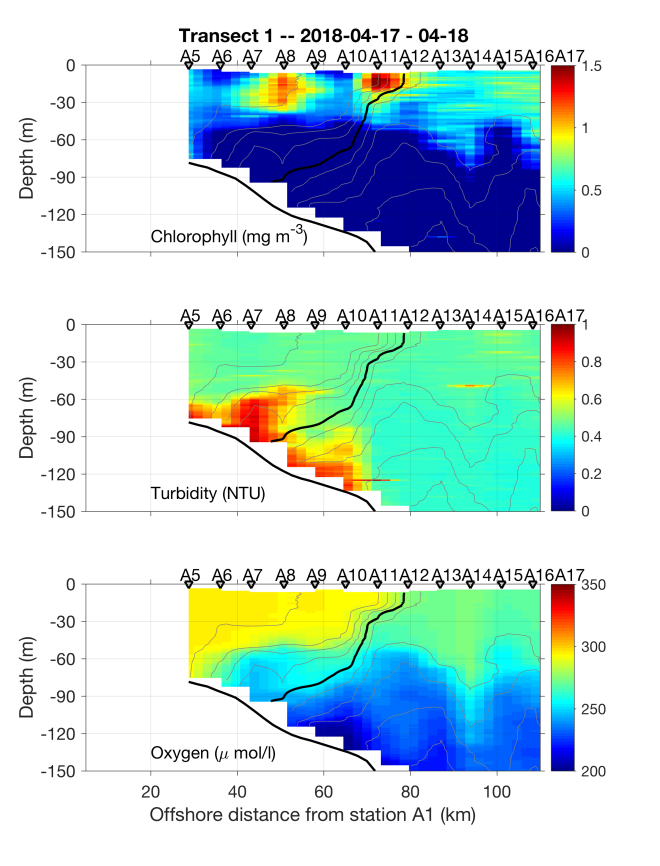 Transect 1 -- 2018-04-17 - 04-18
A5 A6 A7 A8 A9 A10 A11 A12 A13 A14 A15 A16 A17
0
-30
-60
-90
-120
-150
Depth (m)
Chlorophyll (mg m-3)
1.5
1
0.5
0
A5 A6 A7 A8 A9 A10 A11 A12 A13 A14 A15 A16 A17
0
-30
-60
-90
-120
-150
Depth (m)
Turbidity (NTU)
1
0.8
0.6
0.4
0.2
0
A5 A6 A7 A8 A9 A10 A11 A12 A13 A14 A15 A16 A17
0
-30
-60
-90
-120
-150
Depth (m)
Oxygen (μ mol/l)
350
300
250
200
20 40 60 80 100
Offshore distance from station A1 (km)